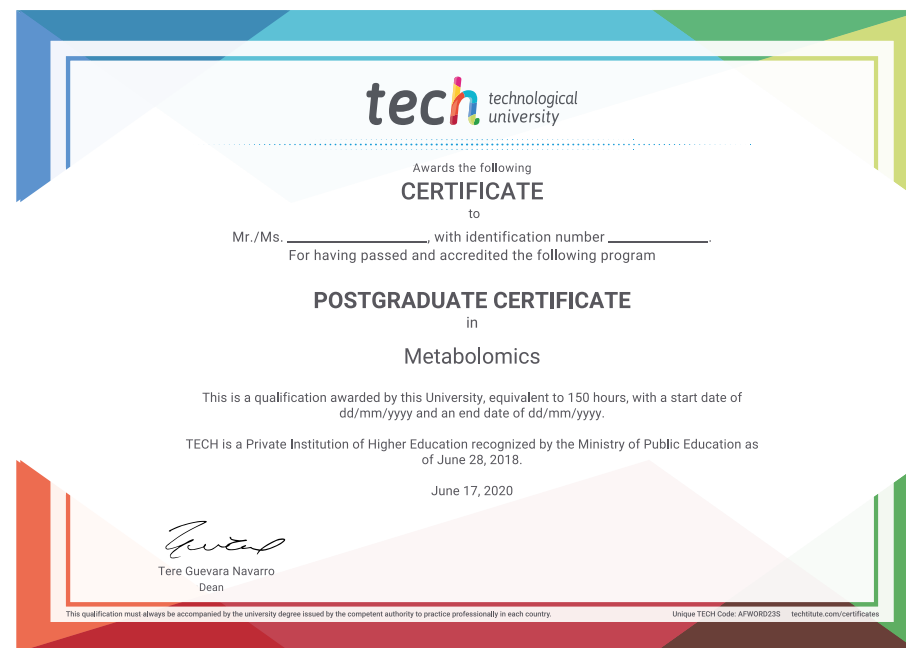 tech technological
university
Awards the following
CERTIFICATE
to
Mr./Ms. ____________, with identification number ____________.
For having passed and accredited the following program
POSTGRADUATE CERTIFICATE
in
Metabolomics
This is a qualification awarded by this University, equivalent to 150 hours, with a start date of
dd/mm/yyyy and an end date of dd/mm/yyyy.
TECH is a Private Institution of Higher Education recognized by the Ministry of Public Education as
of June 28, 2018.
June 17, 2020
Tere Guevara Navarro
Dean
This qualification must always be accompanied by the university degree issued by the competent authority to practice professionally in each country.
Unique TECH Code: AFWORD23S techtitute.com/certificates